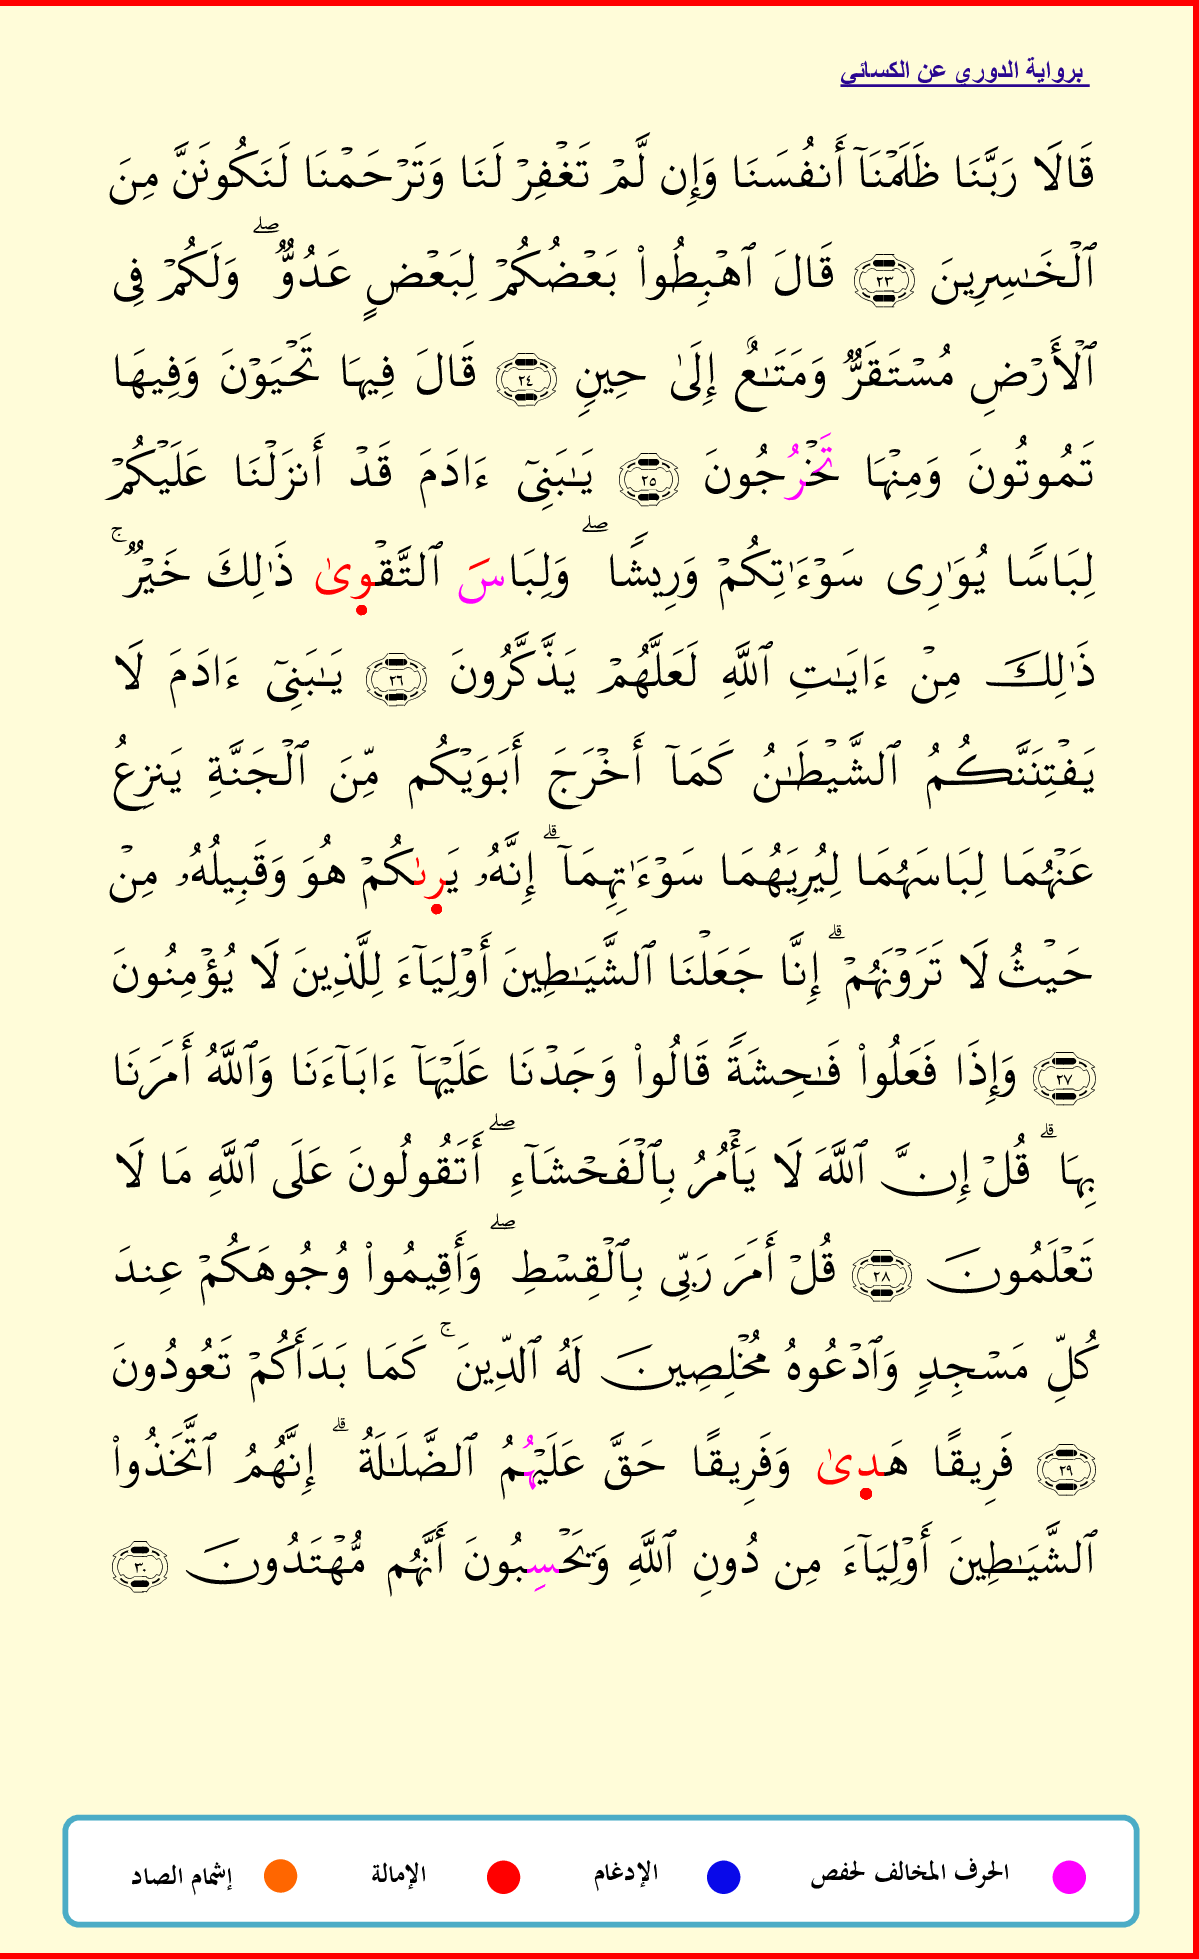 برواية الدوري عن الكسائي
قَالَا رَبَّنَا ظَلَمْنَآ أَنفُسَنَا وَإِن لَّمْ تَغْفِرْ لَنَا وَتَرْحَمْنَا لَنَكُونَنَّ مِنَ
ٱلْخَـٰسِرِينَ ٢٣ قَالَ ٱهْبِطُوا۟ بَعْضُكُمْ لِبَعْضٍ عَدُوٌّ ۖ وَلَكُمْ فِى
ٱلْأَرْضِ مُسْتَقَرٌّ وَمَتَـٰعٌ إِلَىٰ حِينٍ ٢٤ قَالَ فِيهَا تَحْيَوْنَ وَفِيهَا
تَمُوتُونَ وَمِنْهَا تَخْرُجُونَ ٢٥ يَـٰبَنِىٓ ءَادَمَ قَدْ أَنزَلْنَا عَلَيْكُمْ
لِبَاسًا يُوَٰرِى سَوْءَٰتِكُمْ وَرِيشًا ۖ وَلِبَاسَ ٱلتَّقْوِىٰ ذَٰلِكَ خَيْرٌ ۚ
ذَٰلِكَ مِنْ ءَايَـٰتِ ٱللَّهِ لَعَلَّهُمْ يَذَّكَّرُونَ ٢٦ يَـٰبَنِىٓ ءَادَمَ لَا
يَفْتِنَنَّكُمُ ٱلشَّيْطَـٰنُ كَمَآ أَخْرَجَ أَبَوَيْكُم مِّنَ ٱلْجَنَّةِ يَنزِعُ
عَنْهُمَا لِبَاسَهُمَا لِيُرِيَهُمَا سَوْءَٰتِهِمَآ ۗ إِنَّهُۥ يَرِىٰكُمْ هُوَ وَقَبِيلُهُۥ مِنْ
حَيْثُ لَا تَرَوْنَهُمْ ۗ إِنَّا جَعَلْنَا ٱلشَّيَـٰطِينَ أَوْلِيَآءَ لِلَّذِينَ لَا يُؤْمِنُونَ
٢٧ وَإِذَا فَعَلُوا۟ فَـٰحِشَةً قَالُوا۟ وَجَدْنَا عَلَيْهَآ ءَابَآءَنَا وَٱللَّهُ أَمَرَنَا
بِهَا ۗ قُلْ إِنَّ ٱللَّهَ لَا يَأْمُرُ بِٱلْفَحْشَآءِ ۖ أَتَقُولُونَ عَلَى ٱللَّهِ مَا لَا
تَعْلَمُونَ ٢٨ قُلْ أَمَرَ رَبِّى بِٱلْقِسْطِ ۖ وَأَقِيمُوا۟ وُجُوهَكُمْ عِندَ
كُلِّ مَسْجِدٍ وَٱدْعُوهُ مُخْلِصِينَ لَهُ ٱلدِّينَ ۚ كَمَا بَدَأَكُمْ تَعُودُونَ
٢٩ فَرِيقًا هَدِىٰ وَفَرِيقًا حَقَّ عَلَيْهُمُ ٱلضَّلَـٰلَةُ ۗ إِنَّهُمُ ٱتَّخَذُوا۟
ٱلشَّيَـٰطِينَ أَوْلِيَآءَ مِن دُونِ ٱللَّهِ وَيَحْسِبُونَ أَنَّهُم مُّهْتَدُونَ ٣٠
الحرف المخالف لحفص الإدغام الإمالة إشمام الصاد